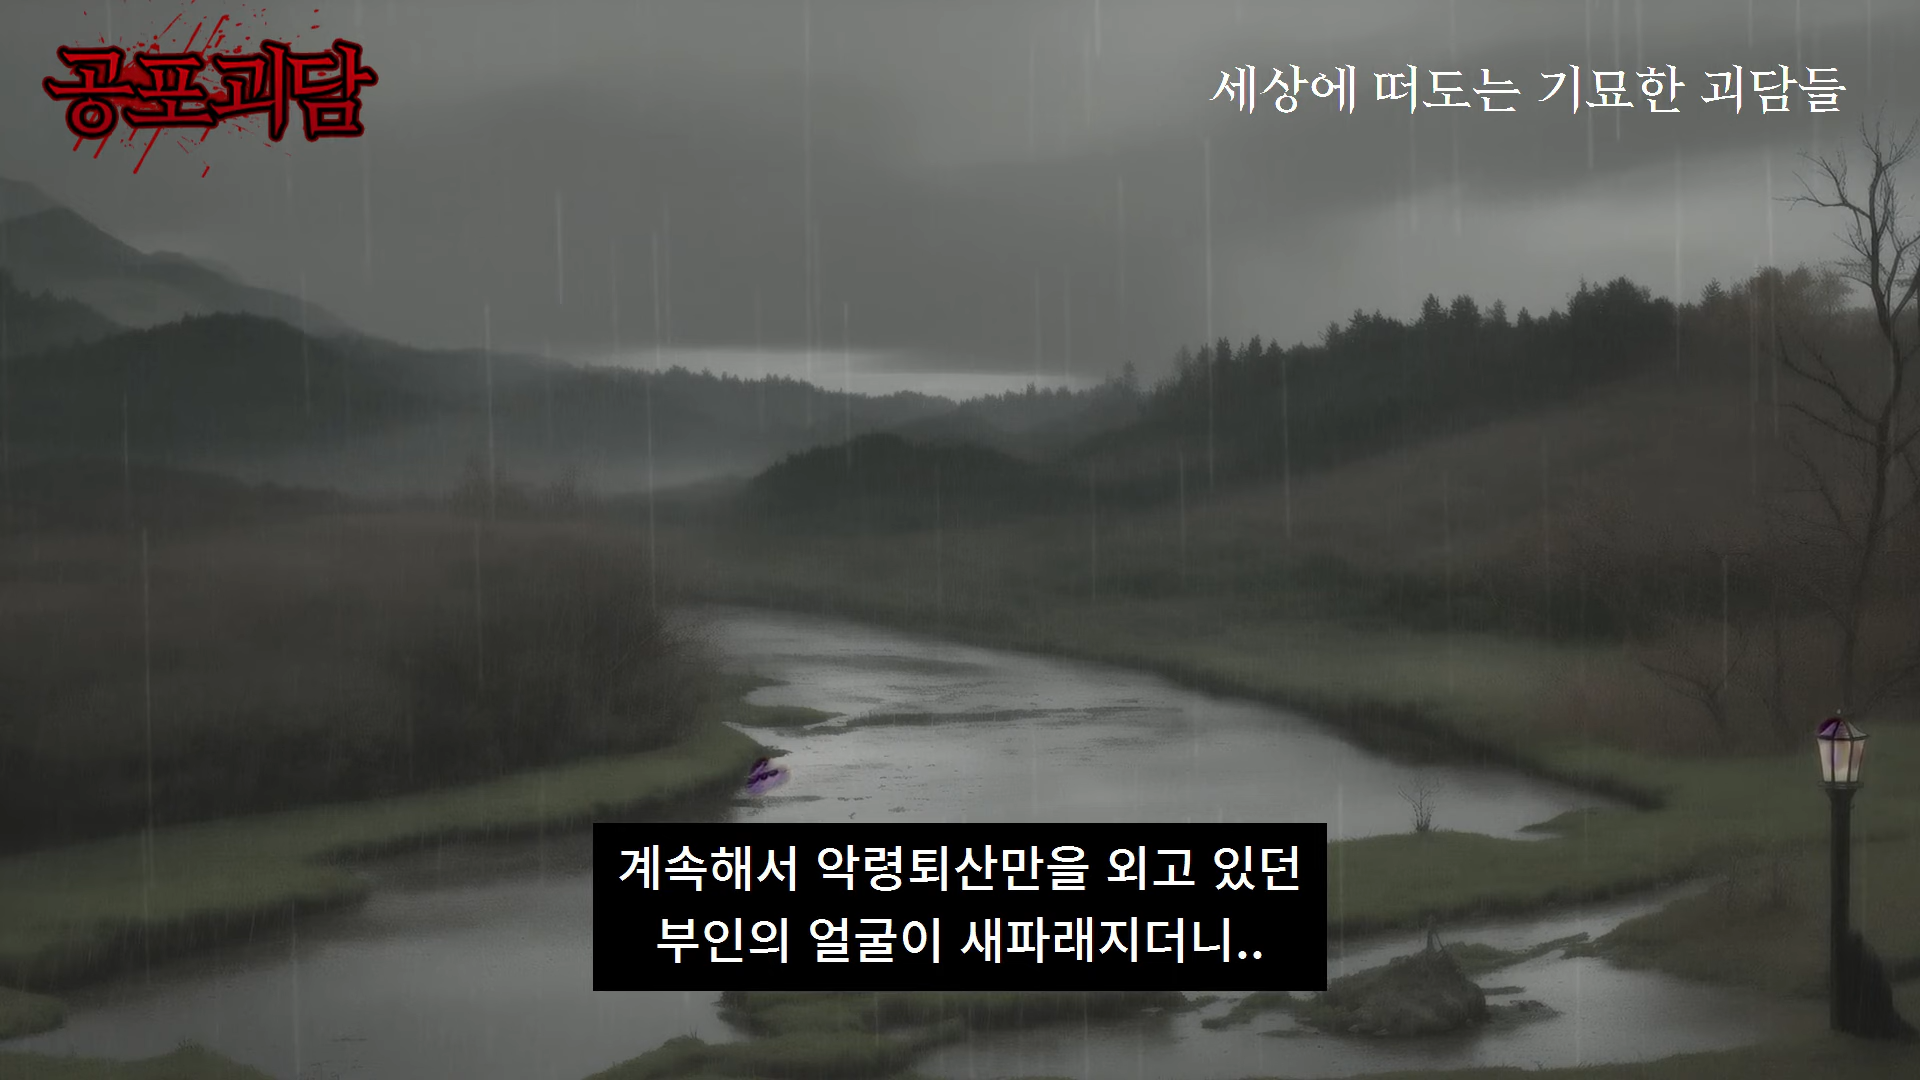 공포괴담
세상에 떠도는 기묘한 괴담들
계속해서 악령퇴산만을 외고 있던
부인의 얼굴이 새파래지더니..